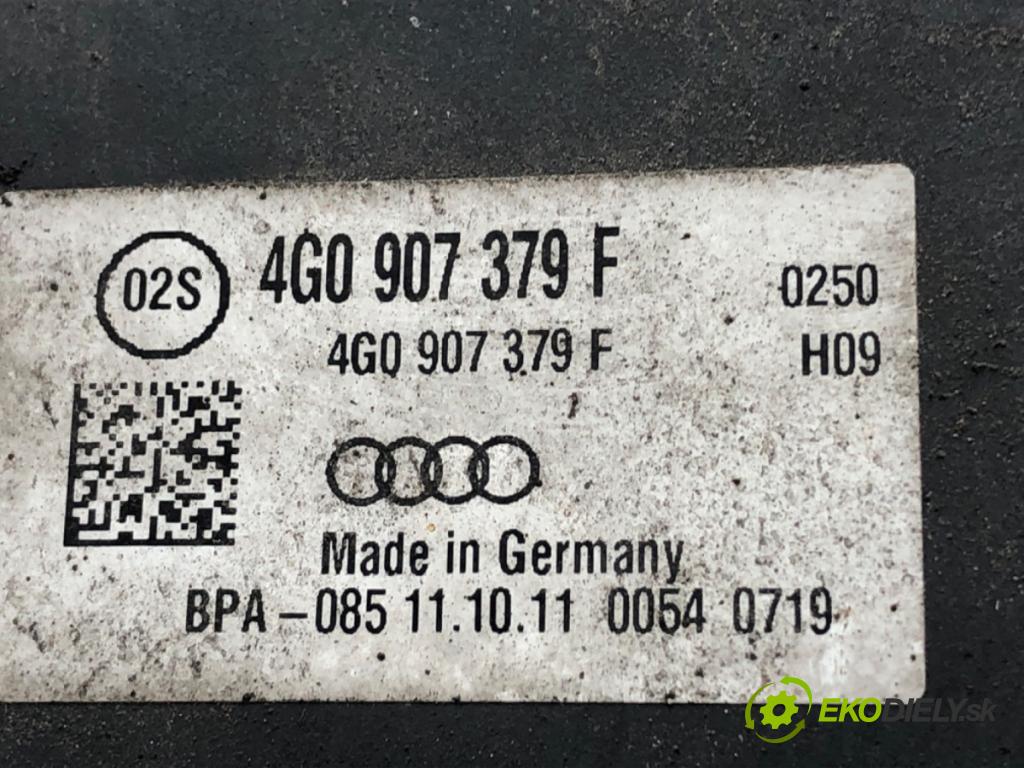 02S 4G0 907 379 F 0250
4G0 907 379 F H09
Made in Germany
BPA-085 11.10.11 0054 0719
EKODIELY.sk